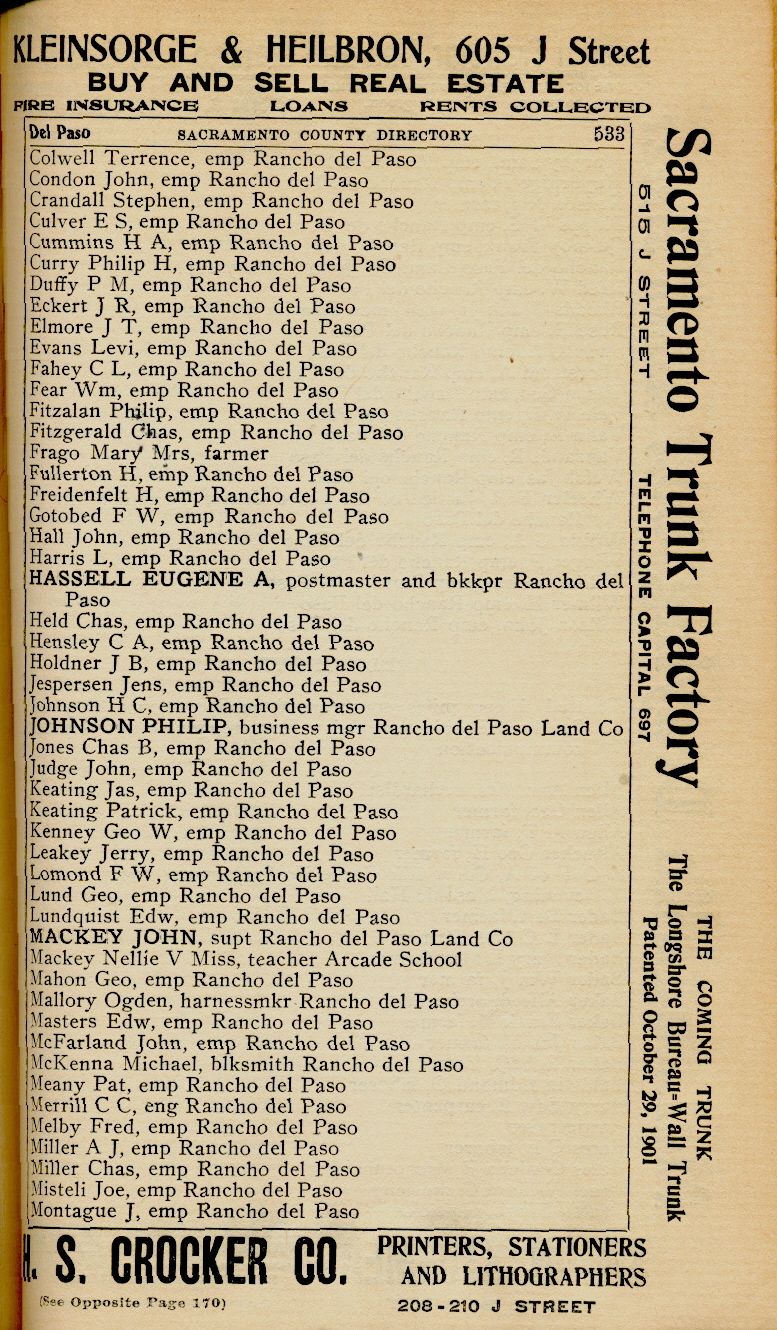 KLEINSORGE & HEILBRON, 605 J Street
BUY AND SELL REAL ESTATE
FIRE INSURANCE LOANS RENTS COLLECTED
Del Paso SACRAMENTO COUNTY DIRECTORY 533
Colwell Terrence, emp Rancho del Paso
Condon John, emp Rancho del Paso
Crandall Stephen, emp Rancho del Paso
Culver E S, emp Rancho del Paso
Cummins H A, emp Rancho del Paso
Curry Philip H, emp Rancho del Paso
Duffy P M, emp Rancho del Paso
Eckert J R, emp Rancho del Paso
Elmore J T, emp Rancho del Paso
Evans Levi, emp Rancho del Paso
Fahey C L, emp Rancho del Paso
Fear Wm, emp Rancho del Paso
Fitzalan Philip, emp Rancho del Paso
Fitzgerald Chas, emp Rancho del Paso
Frago Mary Mrs, farmer
Fullerton H, emp Rancho del Paso
Freidenfelt H, emp Rancho del Paso
Gotobed F W, emp Rancho del Paso
Hall John, emp Rancho del Paso
Harris L, emp Rancho del Paso
HASSELL EUGENE A, postmaster and bkkpr Rancho del
Paso
Held Chas, emp Rancho del Paso
Hensley C A, emp Rancho del Paso
Holdner J B, emp Rancho del Paso
Jespersen Jens, emp Rancho del Paso
Johnson H C, emp Rancho del Paso
JOHNSON PHILIP, business mgr Rancho del Paso Land Co
Jones Chas B, emp Rancho del Paso
Judge John, emp Rancho del Paso
Keating Jas, emp Rancho del Paso
Keating Patrick, emp Rancho del Paso
Kenney Geo W, emp Rancho del Paso
Leakey Jerry, emp Rancho del Paso
Lomond F W, emp Rancho del Paso
Lund Geo, emp Rancho del Paso
Lundquist Edw, emp Rancho del Paso
MACKEY JOHN, supt Rancho del Paso Land Co
Mackey Nellie V Miss, teacher Arcade School
Mahon Geo, emp Rancho del Paso
Mallory Ogden, harnessmkr Rancho del Paso
Masters Edw, emp Rancho del Paso
McFarland John, emp Rancho del Paso
McKenna Michael, blksmith Rancho del Paso
Meany Pat, emp Rancho del Paso
Merrill C C, eng Rancho del Paso
Melby Fred, emp Rancho del Paso
Miller A J, emp Rancho del Paso
Miller Chas, emp Rancho del Paso
Misteli Joe, emp Rancho del Paso
Montague J, emp Rancho del Paso
Sacramento Trunk Factory
515 J STREET TELEPHONE CAPITAL 697
THE COMING TRUNK
The Longshore Bureau=Wall Trunk
Patented October 29, 1901
H. S. CROCKER CO.
(See Opposite Page 170)
PRINTERS, STATIONERS
AND LITHOGRAPHERS
208-210 J STREET